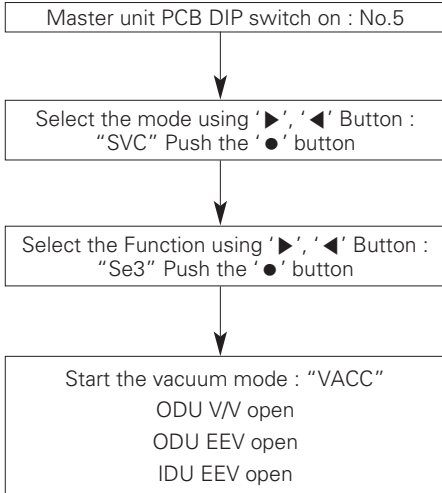 Master unit PCB DIP switch on : No.5
Select the mode using ‘▶’, ‘◀’ Button :
“SVC” Push the ‘●’ button
Select the Function using ‘▶’, ‘◀’ Button :
“Se3” Push the ‘●’ button
Start the vacuum mode : “VACC”
ODU V/V open
ODU EEV open
IDU EEV open